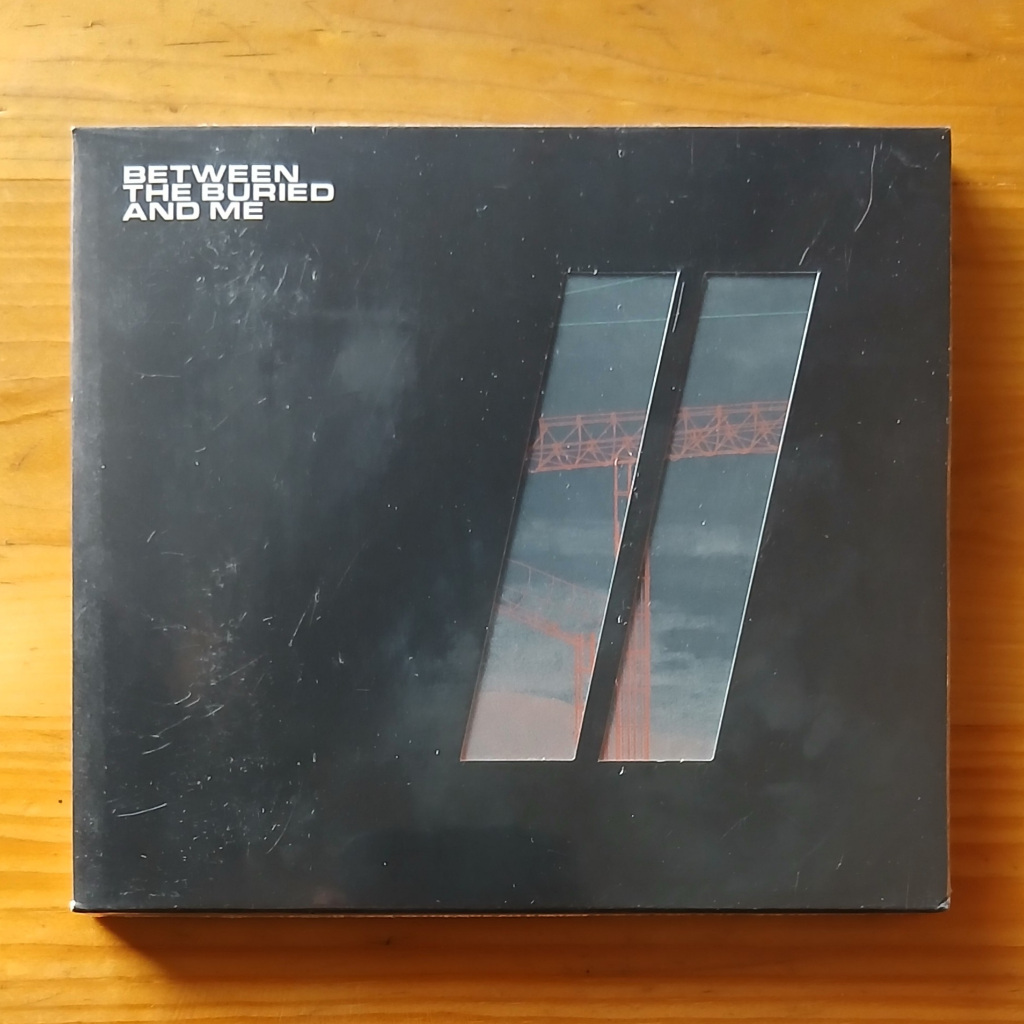 BETWEEN
THE BURIED
AND ME